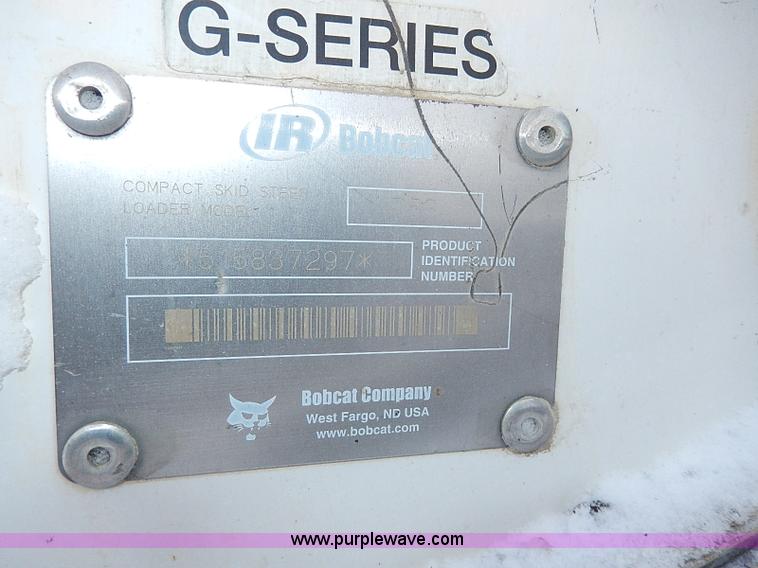 G-SERIES
IR Bobcat
COMPACT SKID STEER
LOADER MODEL
*515837297*
PRODUCT
IDENTIFICATION
NUMBER
Bobcat Company
West Fargo, ND USA
www.bobcat.com
www.purplewave.com